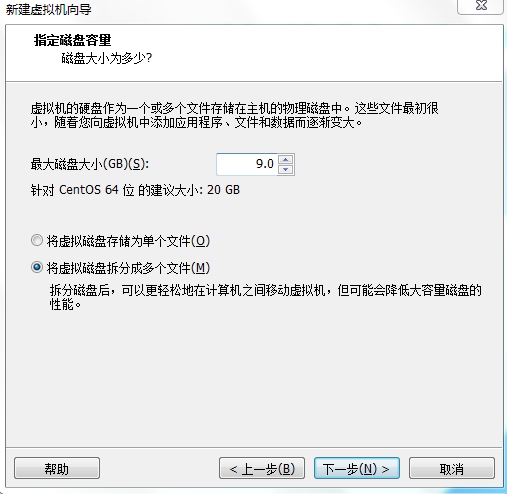 新建虚拟机向导
指定磁盘容量
磁盘大小为多少?
虚拟机的硬盘作为一个或多个文件存储在主机的物理磁盘中。这些文件最初很
小，随着您向虚拟机中添加应用程序、文件和数据而逐渐变大。
最大磁盘大小(GB)(S): 9.0
针对 CentOS 64 位 的建议大小: 20 GB
将虚拟磁盘存储为单个文件(O)
将虚拟磁盘拆分成多个文件(M)
拆分磁盘后，可以更轻松地在计算机之间移动虚拟机，但可能会降低大容量磁盘的
性能。
帮助 < 上一步(B) 下一步(N) > 取消